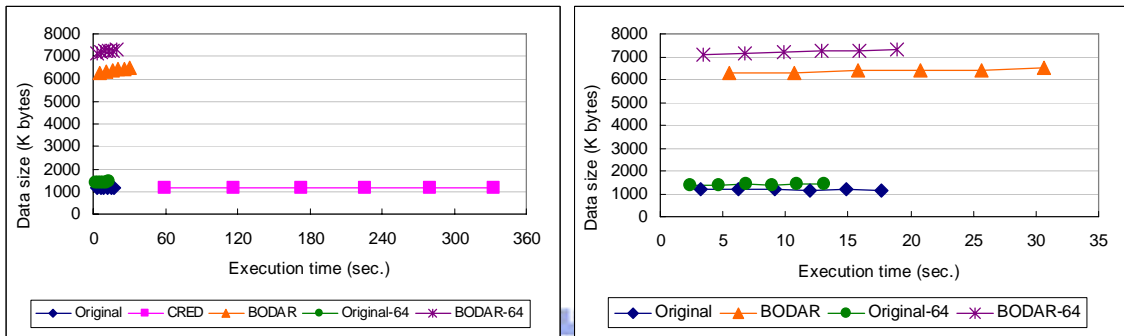 Data size (K bytes)
8000
7000
6000
5000
4000
3000
2000
1000
0
0 60 120 180 240 300 360
Execution time (sec.)
Original CRED BODAR Original-64 BODAR-64
Data size (K bytes)
8000
7000
6000
5000
4000
3000
2000
1000
0
0 5 10 15 20 25 30 35
Execution time (sec.)
Original BODAR Original-64 BODAR-64